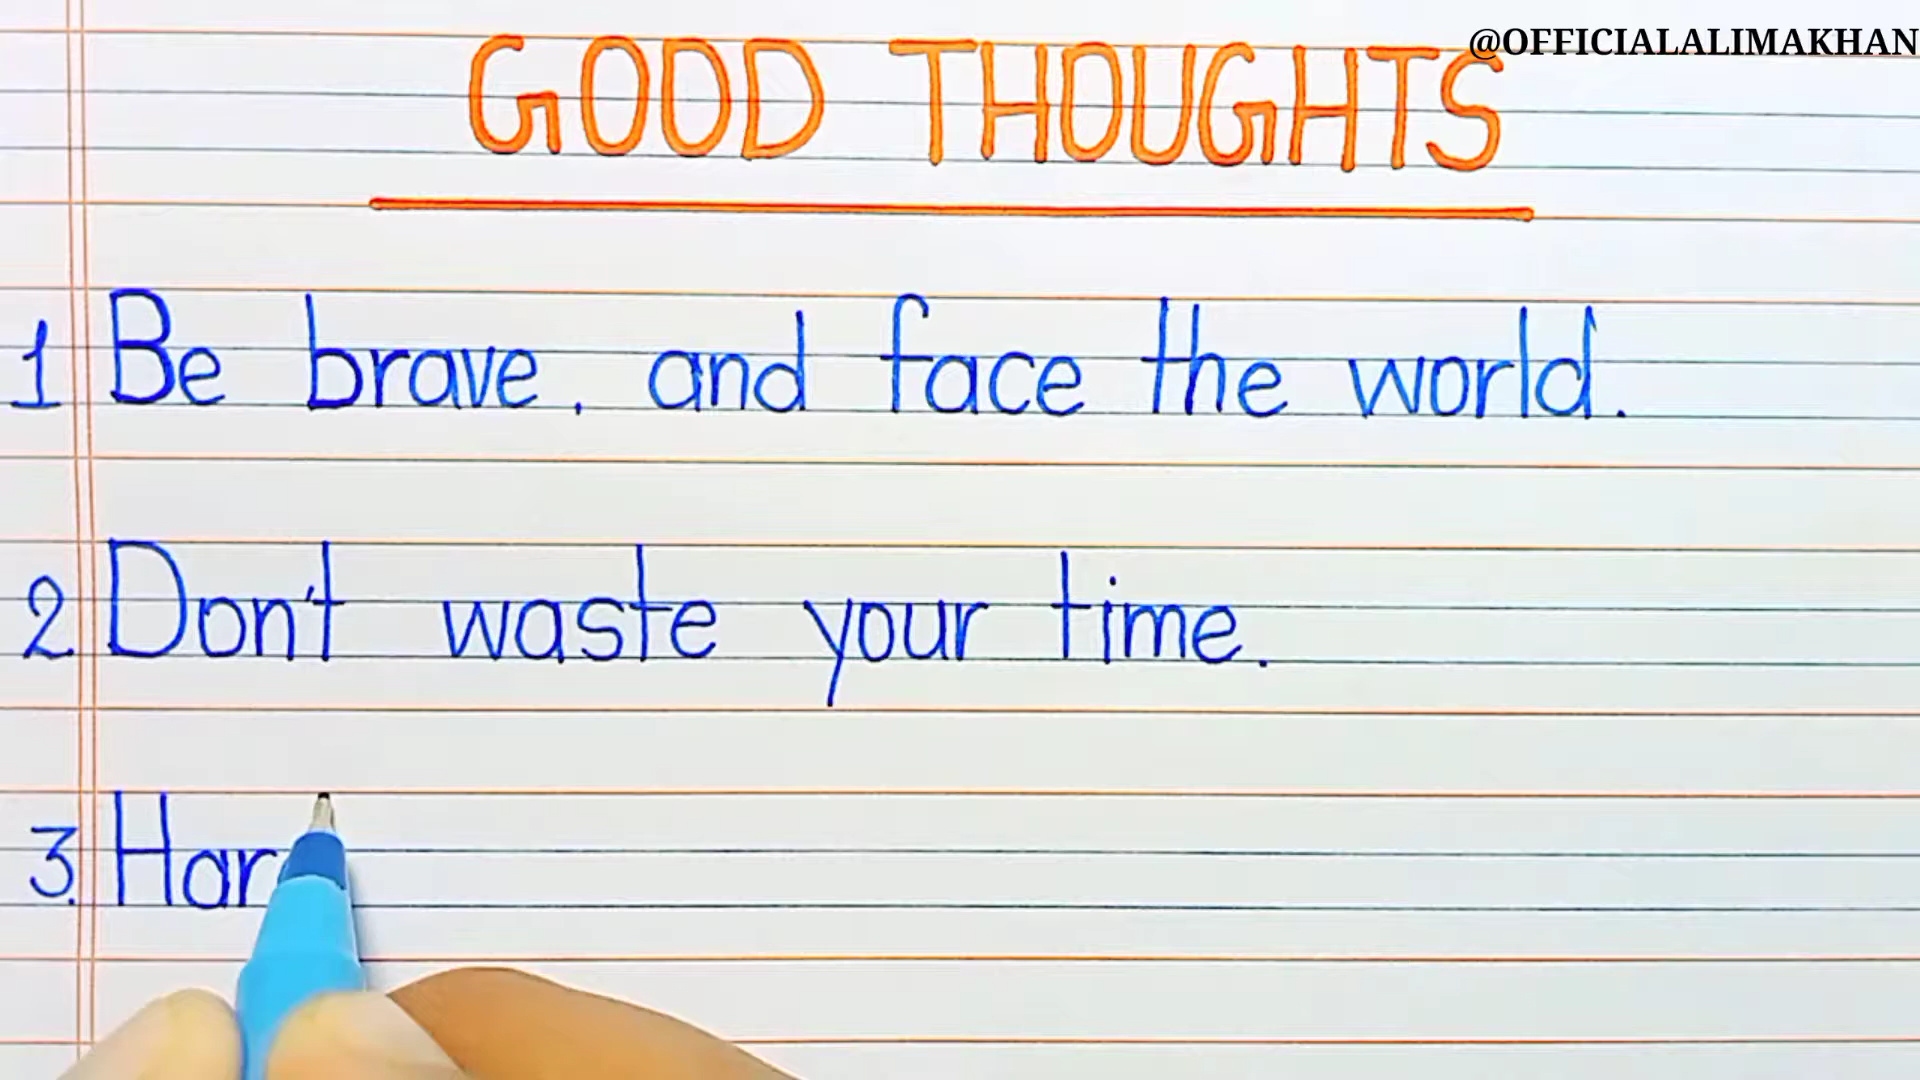 @OFFICIALALIMAKHAN
GOOD THOUGHTS
1 Be brave, and face the world.
2. Don't waste your time.
3. Har